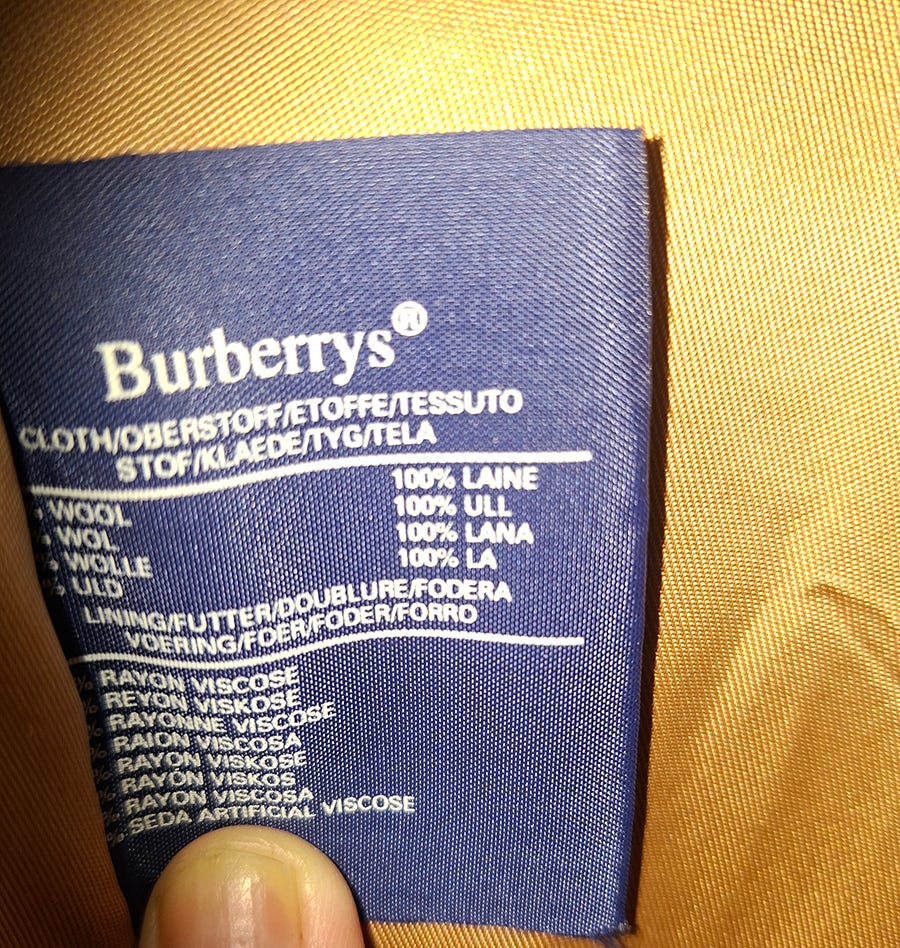 Burberrys®
CLOTH/OBERSTOFF/ETOFFE/TESSUTO
STOF/KLAEDE/TYG/TELA
% WOOL 100% LAINE
% WOL 100% ULL
% WOLLE 100% LANA
% ULD 100% LA
LINING/FUTTER/DOUBLURE/FODERA
VOERING/FOER/FODER/FORRO
% RAYON VISCOSE
% REYON VISKOSE
% RAYONNE VISCOSE
% RAION VISCOSA
% RAYON VISKOSE
% RAYON VISKOS
% RAYON VISCOSA
% SEDA ARTIFICIAL VISCOSE